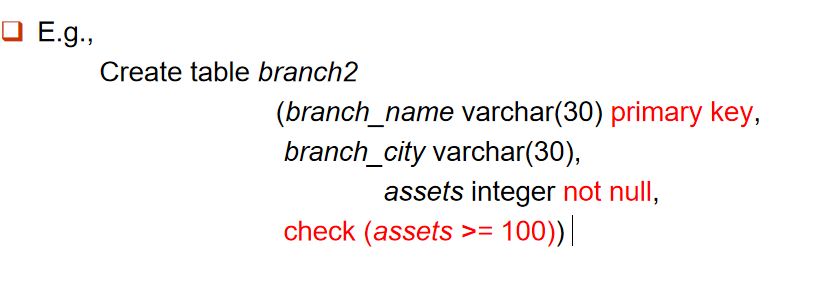 E.g.,
Create table branch2
(branch_name varchar(30) primary key,
branch_city varchar(30),
assets integer not null,
check (assets >= 100))